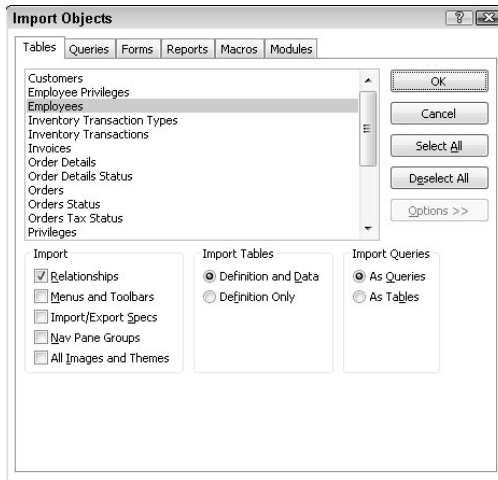 Import Objects
Tables Queries Forms Reports Macros Modules
Customers
Employee Privileges
Employees
Inventory Transaction Types
Inventory Transactions
Invoices
Order Details
Order Details Status
Orders
Orders Status
Orders Tax Status
Privileges
OK
Cancel
Select All
Deselect All
Options >>
Import
Relationships
Menus and Toolbars
Import/Export Specs
Nav Pane Groups
All Images and Themes
Import Tables
Definition and Data
Definition Only
Import Queries
As Queries
As Tables